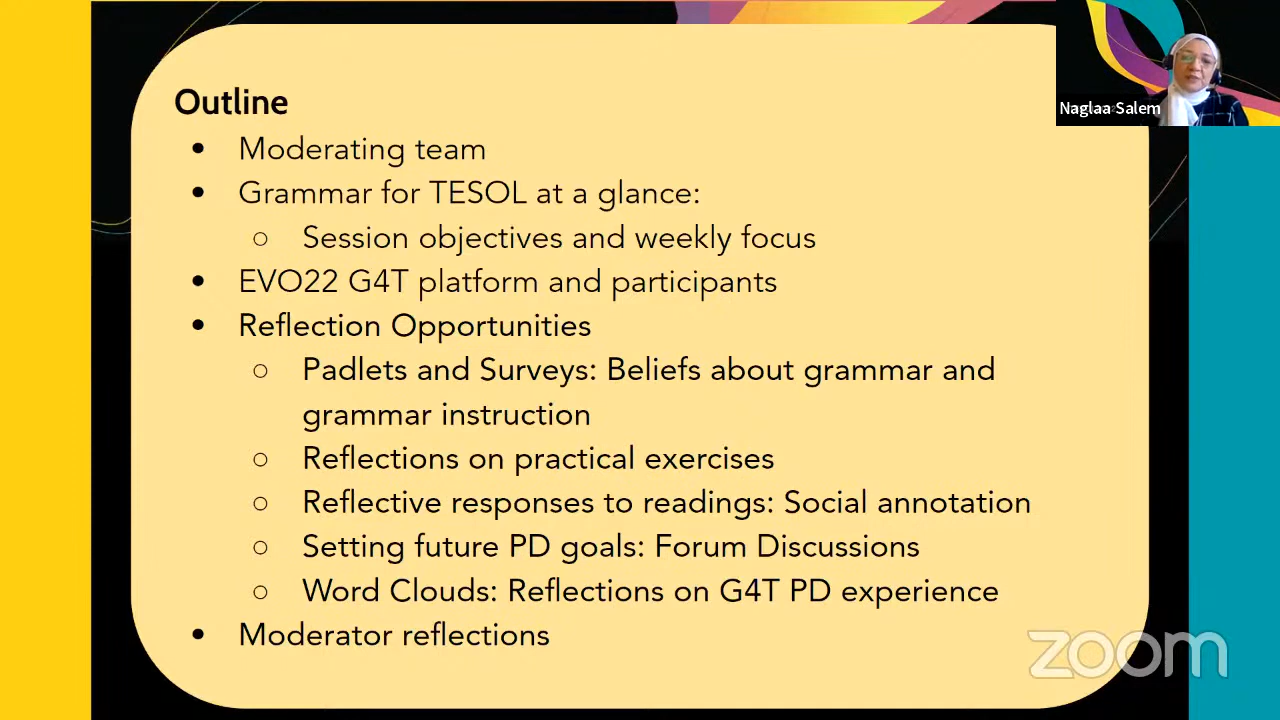 Outline
• Moderating team
• Grammar for TESOL at a glance:
○ Session objectives and weekly focus
• EVO22 G4T platform and participants
• Reflection Opportunities
○ Padlets and Surveys: Beliefs about grammar and
grammar instruction
○ Reflections on practical exercises
○ Reflective responses to readings: Social annotation
○ Setting future PD goals: Forum Discussions
○ Word Clouds: Reflections on G4T PD experience
• Moderator reflections
Naglaa Salem
zoom